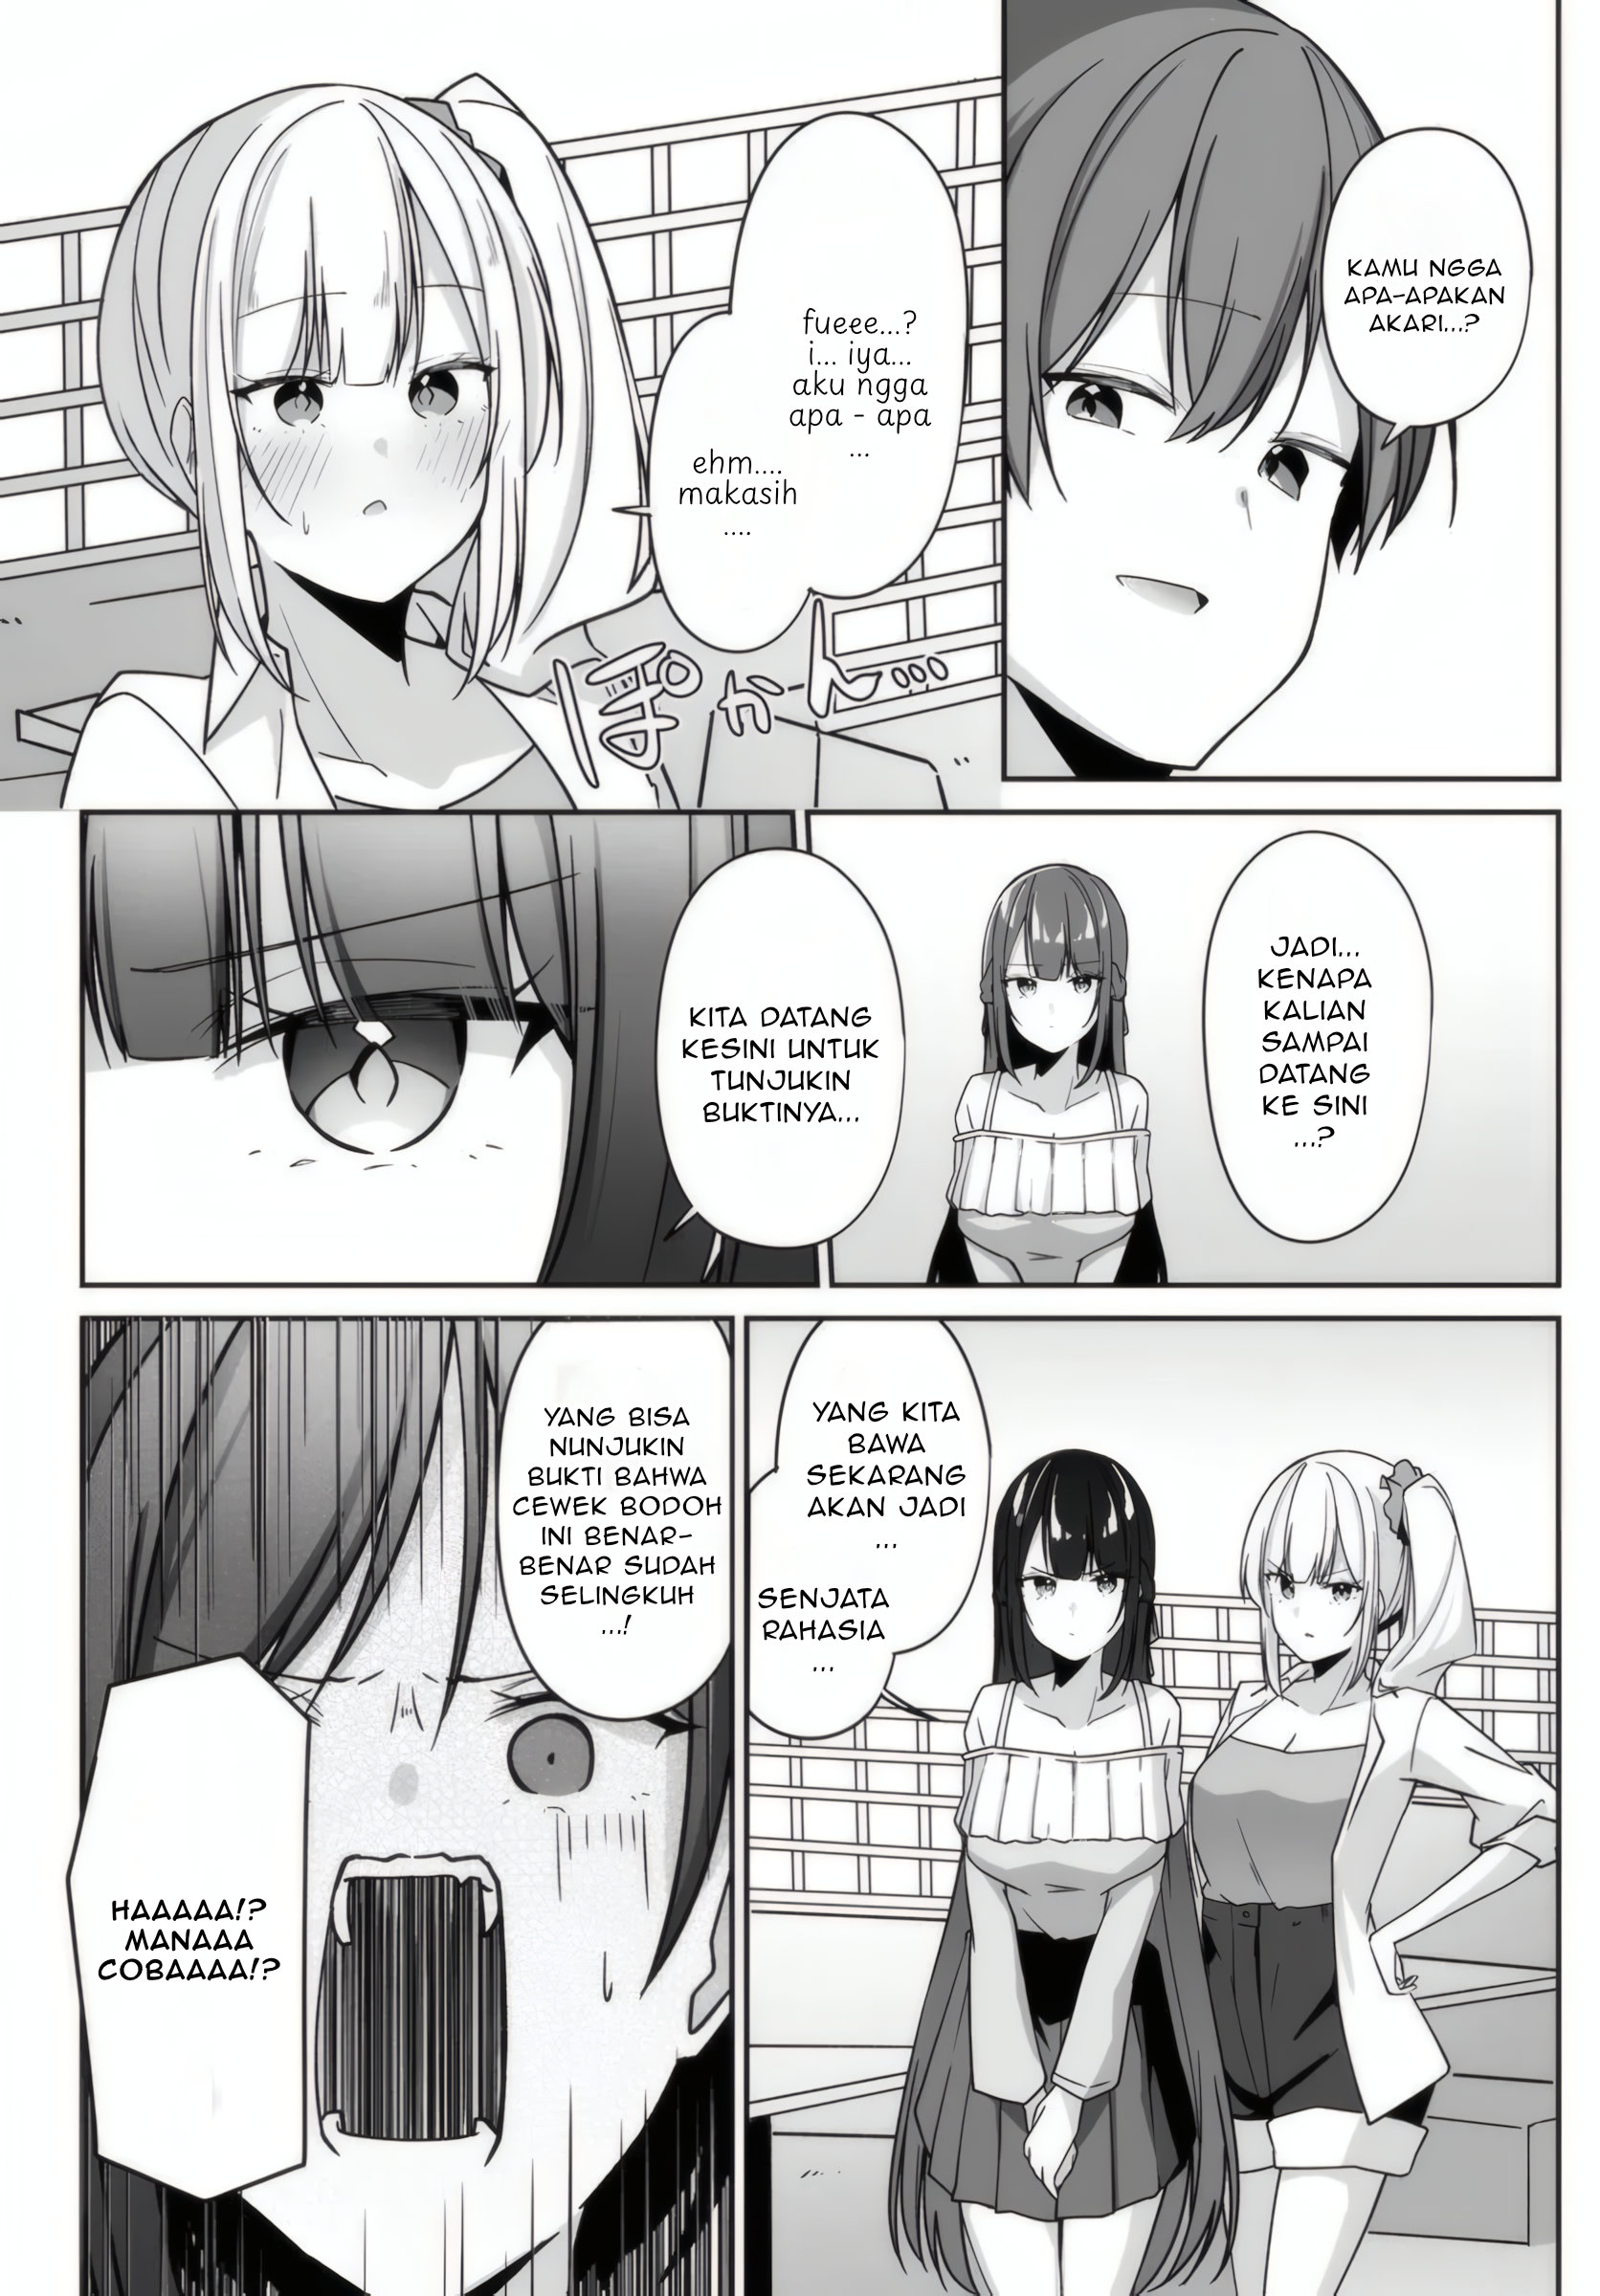 KAMU NGGA
APA-APAKAN
AKARI...?
fueee...?
i... iya...
aku ngga
apa - apa
...
ehm....
makasih
....
ぽかん...
JADI...
KENAPA
KALIAN
SAMPAI
DATANG
KE SINI
...?
KITA DATANG
KESINI UNTUK
TUNJUKIN
BUKTINYA...
YANG KITA
BAWA
SEKARANG
AKAN JADI
...
SENJATA
RAHASIA
...
YANG BISA
NUNJUKIN
BUKTI BAHWA
CEWEK BODOH
INI BENAR-
BENAR SUDAH
SELINGKUH
...!
HAAAAA!?
MANAAA
COBAAAA!?